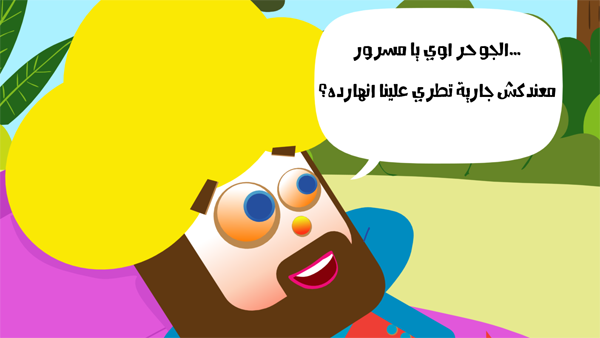 ...الجو حر اوي يا مسرور
معندكش جارية تطري علينا انهارده؟